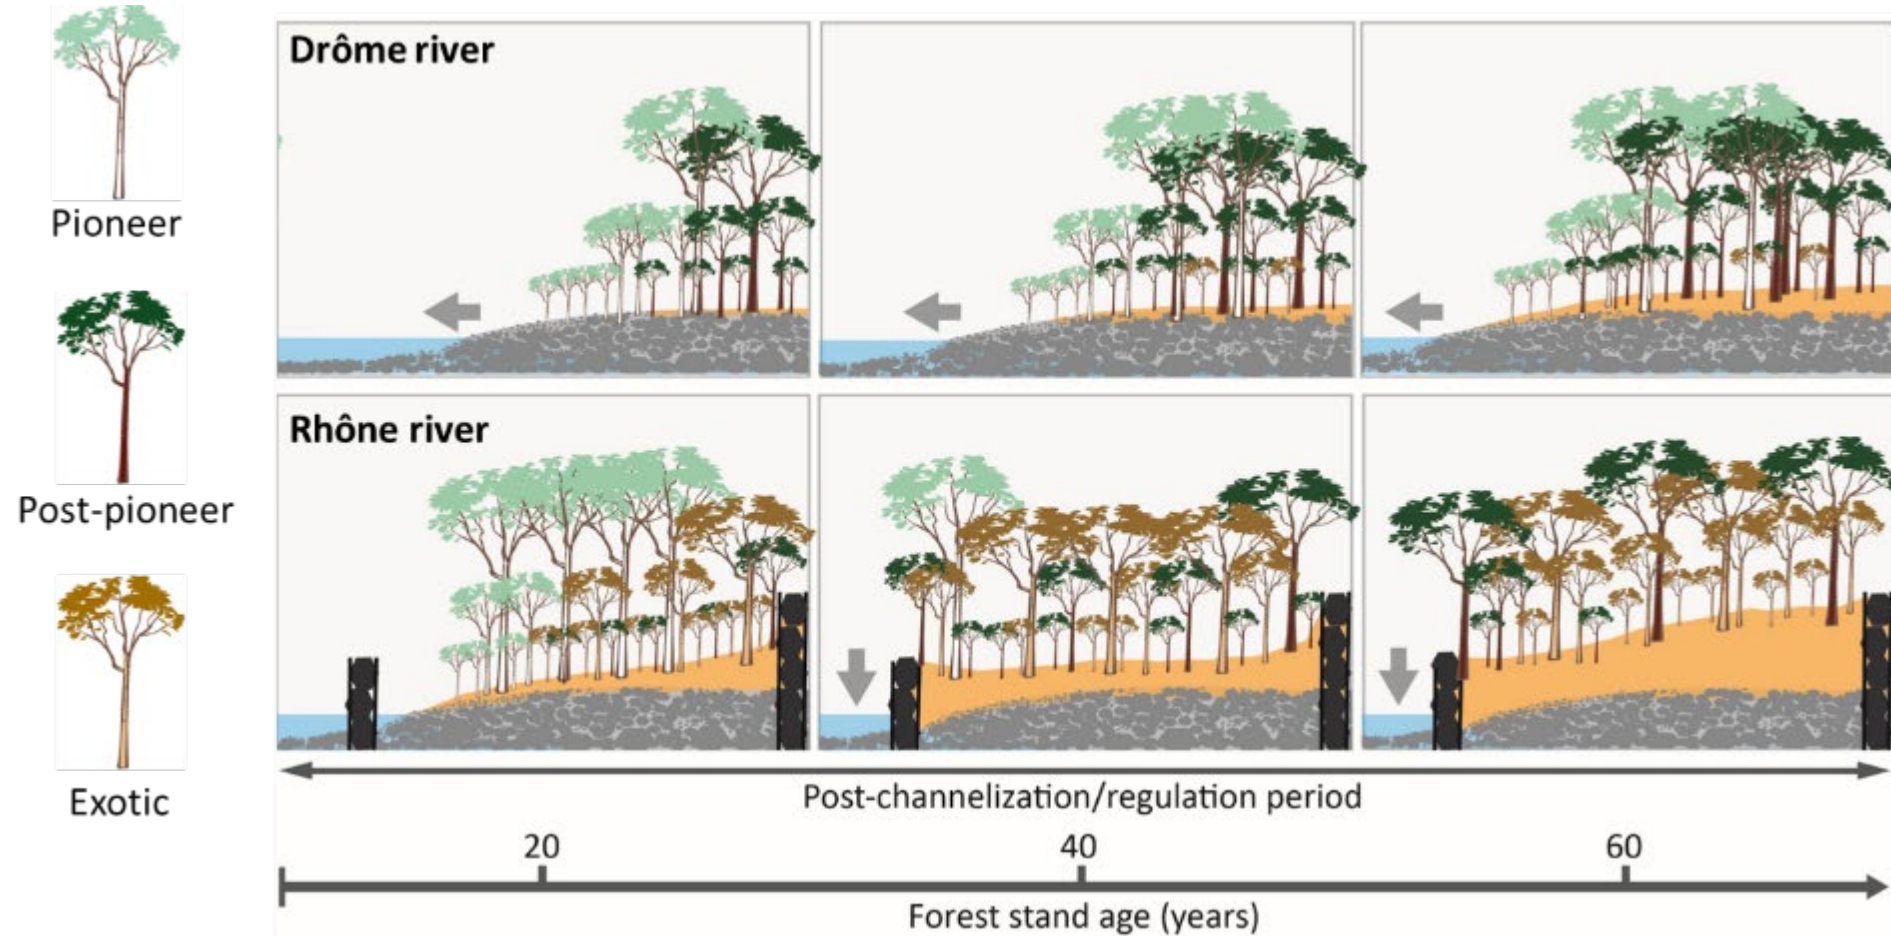 Pioneer
Post-pioneer
Exotic
Drôme river
Rhône river
Post-channelization/regulation period
20 40 60
Forest stand age (years)